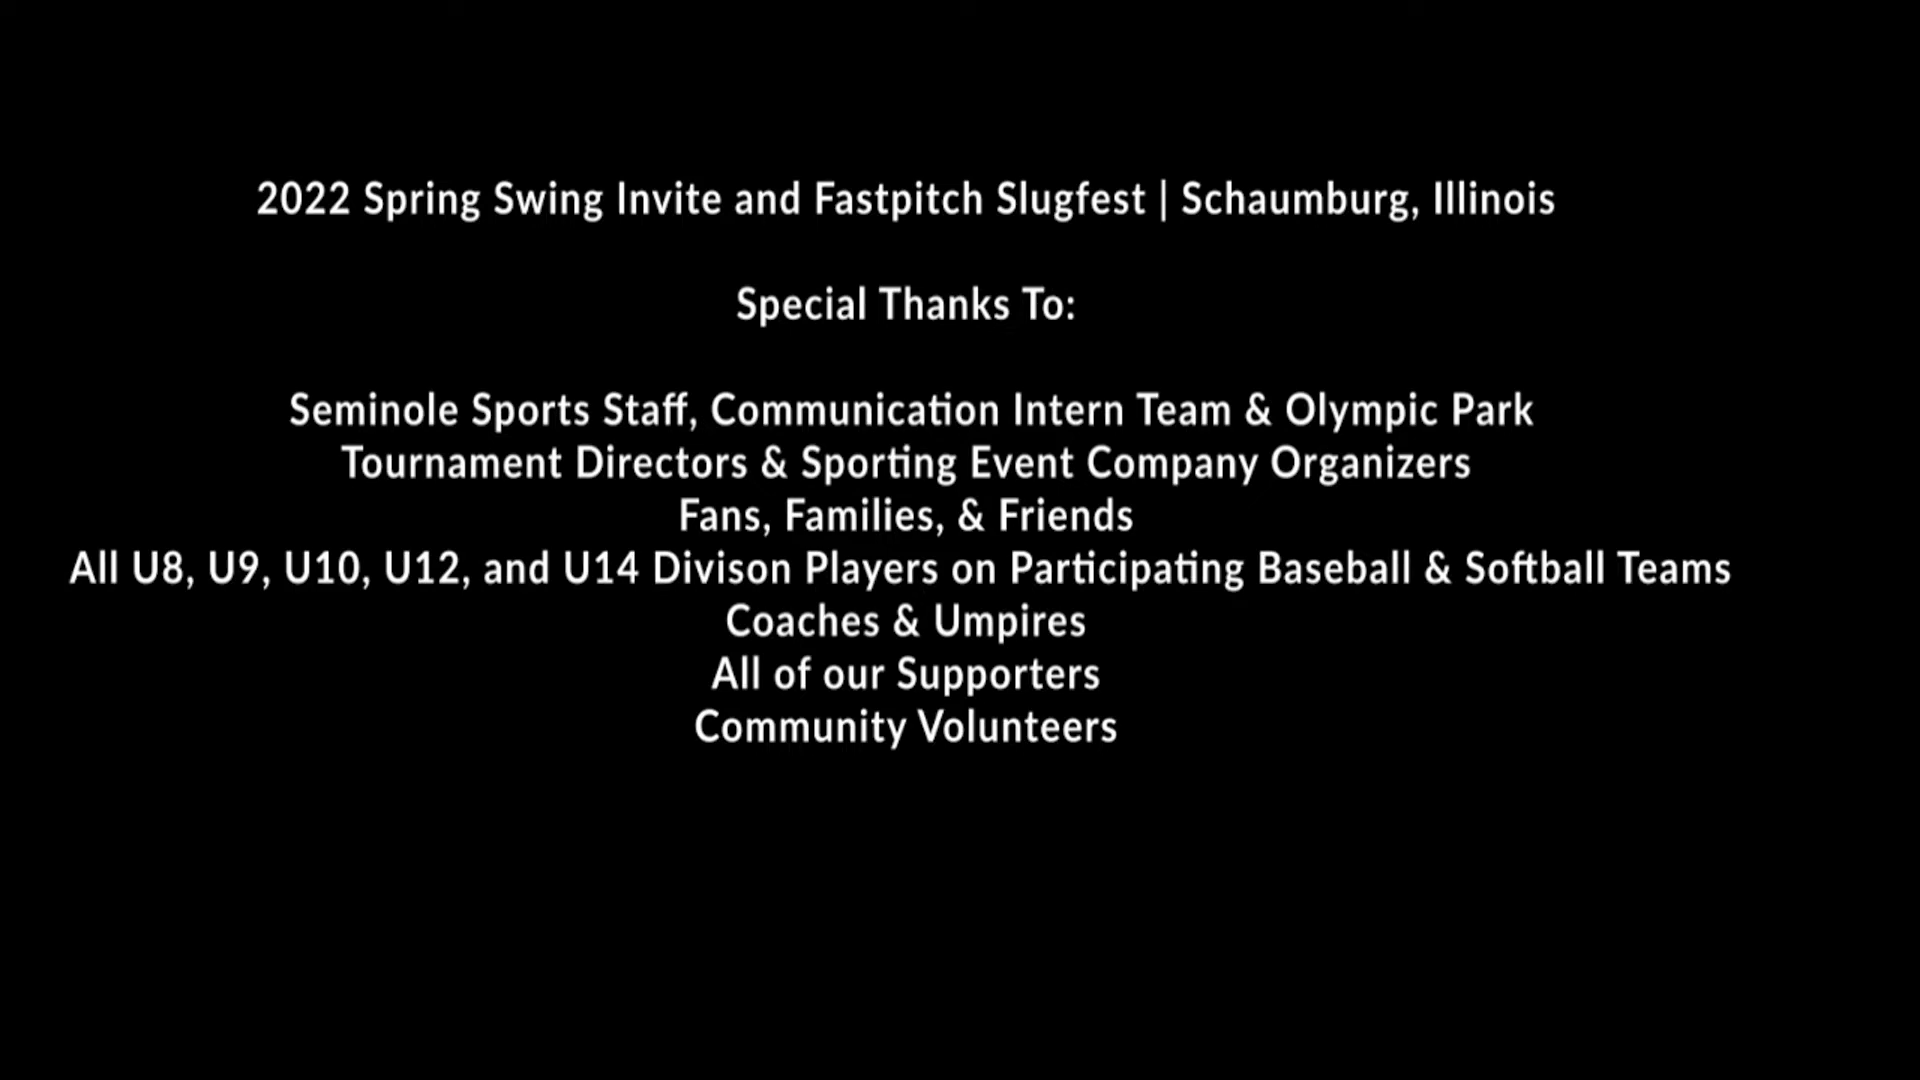 2022 Spring Swing Invite and Fastpitch Slugfest | Schaumburg, Illinois
Special Thanks To:
Seminole Sports Staff, Communication Intern Team & Olympic Park
Tournament Directors & Sporting Event Company Organizers
Fans, Families, & Friends
All U8, U9, U10, U12, and U14 Divison Players on Participating Baseball & Softball Teams
Coaches & Umpires
All of our Supporters
Community Volunteers